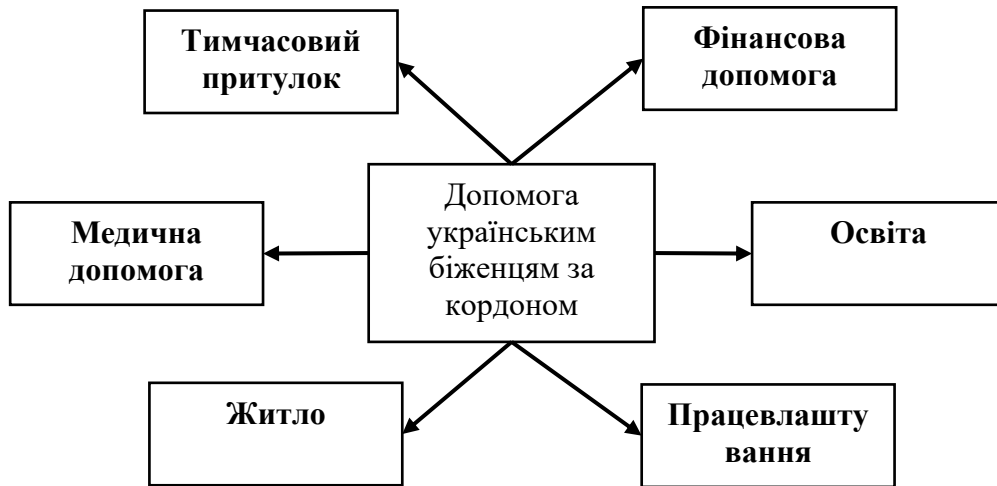 Тимчасовий
притулок
Фінансова
допомога
Медична
допомога
Допомога
українським
біженцям за
кордоном
Освіта
Житло
Працевлашту
вання